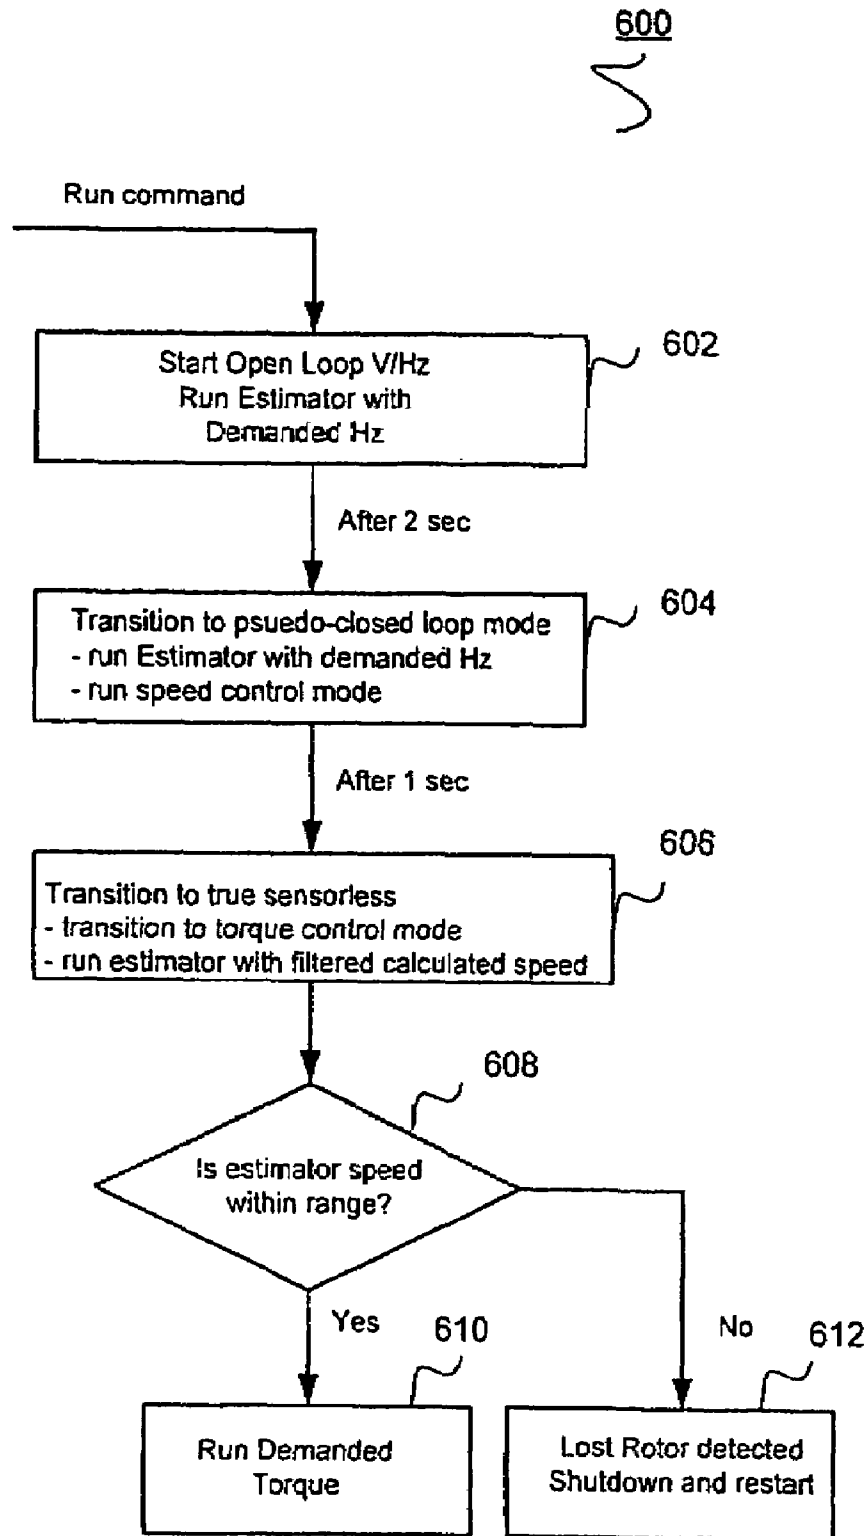 600
Run command
Start Open Loop V/Hz
Run Estimator with
Demanded Hz
602
After 2 sec
Transition to psuedo-closed loop mode
- run Estimator with demanded Hz
- run speed control mode
604
After 1 sec
606
Transition to true sensorless
- transition to torque control mode
- run estimator with filtered calculated speed
608
Is estimator speed
within range?
Yes
610
No
612
Run Demanded
Torque
Lost Rotor detected
Shutdown and restart